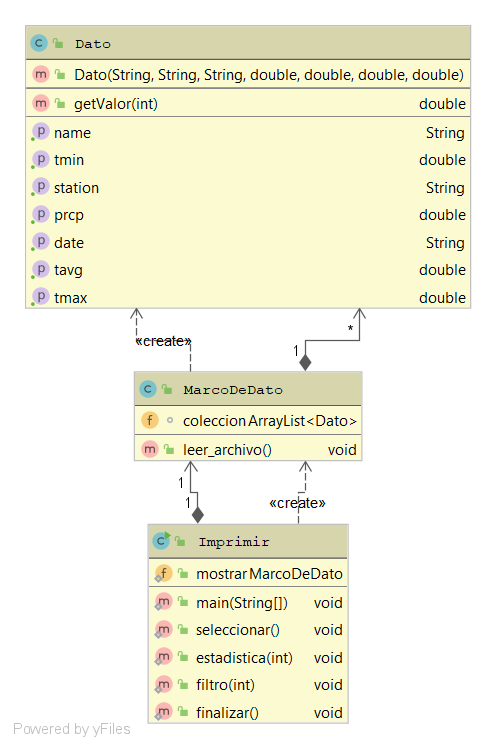 Dato
Dato(String, String, String, double, double, double, double)
getValor(int) double
name String
tmin double
station String
prcp double
date String
tavg double
tmax double
«create»
*
1
MarcoDeDato
coleccion ArrayList<Dato>
leer_archivo() void
1
1
«create»
Imprimir
mostrar MarcoDeDato
main(String[]) void
seleccionar() void
estadistica(int) void
filtro(int) void
finalizar() void
Powered by yFiles